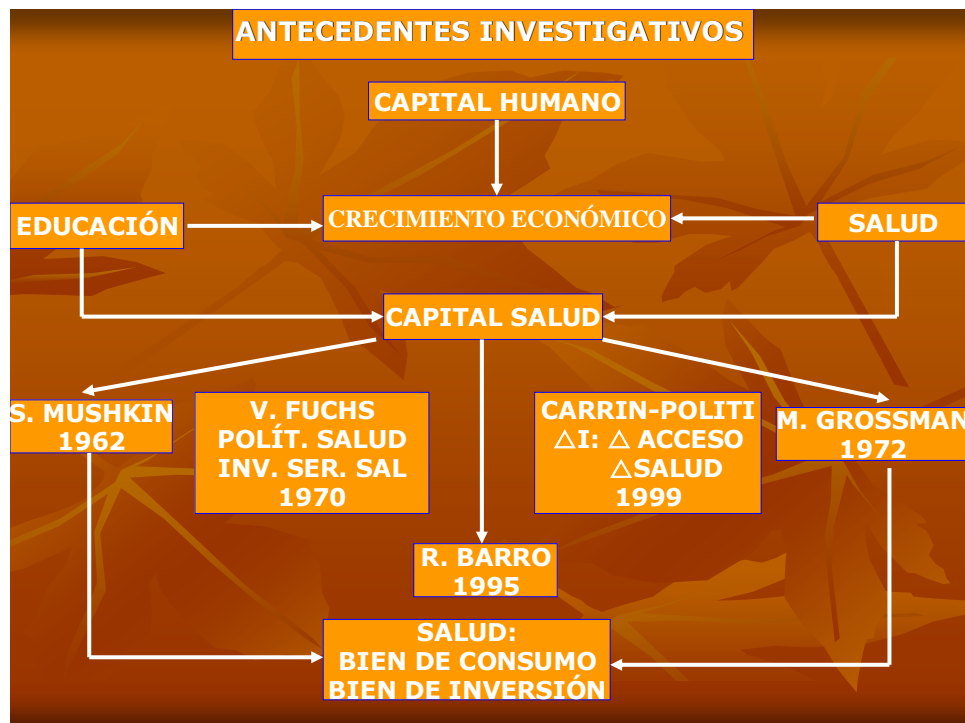 ANTECEDENTES INVESTIGATIVOS
CAPITAL HUMANO
EDUCACIÓN
CRECIMIENTO ECONÓMICO
SALUD
CAPITAL SALUD
S. MUSHKIN
1962
V. FUCHS
POLÍT. SALUD
INV. SER. SAL
1970
CARRIN-POLITI
△I: △ ACCESO
△SALUD
1999
M. GROSSMAN
1972
R. BARRO
1995
SALUD:
BIEN DE CONSUMO
BIEN DE INVERSIÓN